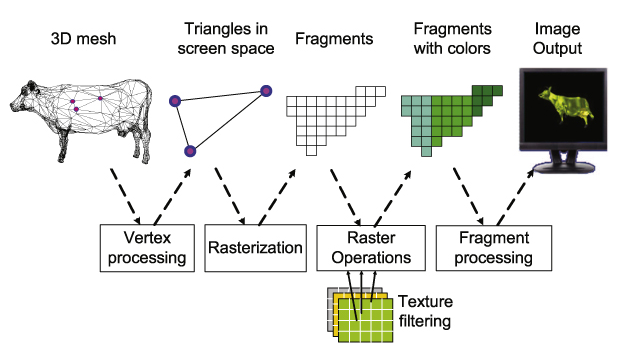 3D mesh
Triangles in
screen space
Fragments
Fragments
with colors
Image
Output
Vertex
processing
Rasterization
Raster
Operations
Fragment
processing
Texture
filtering